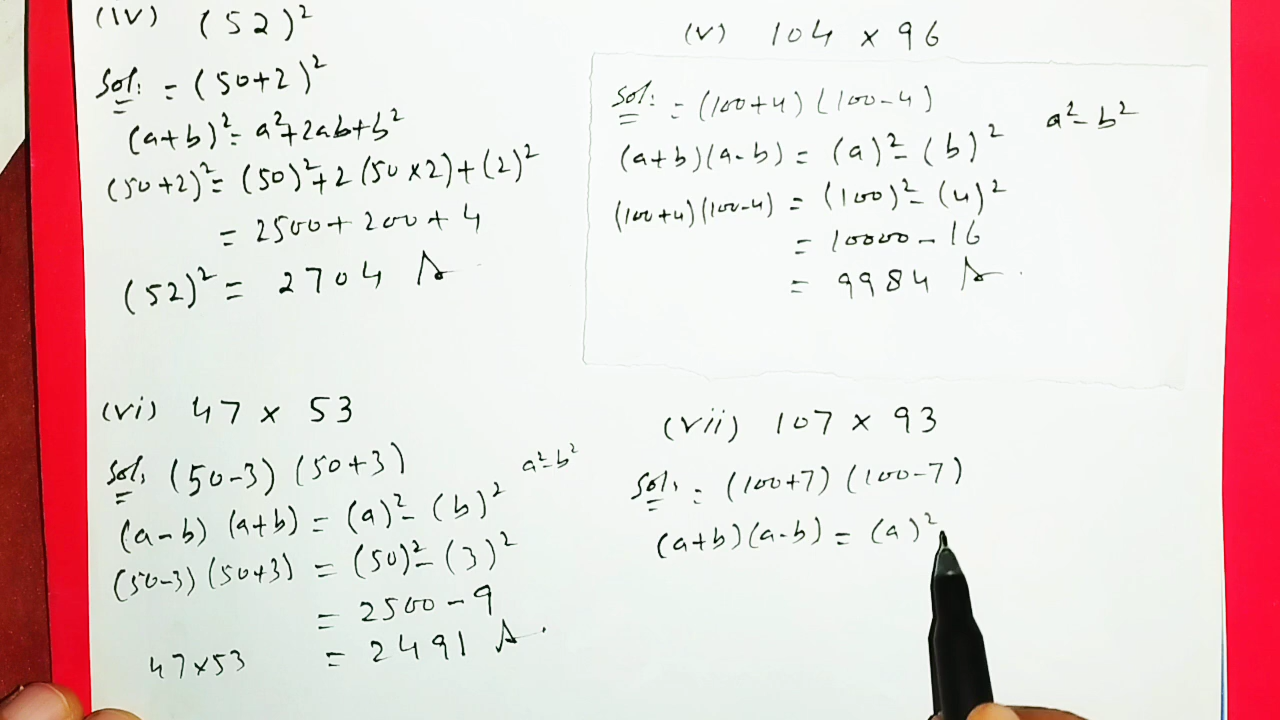 (iv) (52)²
Sol: = (50+2)²
(a+b)² = a²+2ab+b²
(50+2)² = (50)²+2(50×2)+(2)²
= 2500+200+4
(52)² = 2704 A
(v) 104 × 96
Sol: = (100+4)(100-4)
a²-b²
(a+b)(a-b) = (a)²-(b)²
(100+4)(100-4) = (100)²-(4)²
= 10000-16
= 9984 A.
(vi) 47 × 53
Sol: (50-3)(50+3)
a²-b²
(a-b)(a+b) = (a)²-(b)²
(50-3)(50+3) = (50)²-(3)²
= 2500-9
47×53 = 2491 A.
(vii) 107 × 93
Sol: = (100+7)(100-7)
(a+b)(a-b) = (a)²